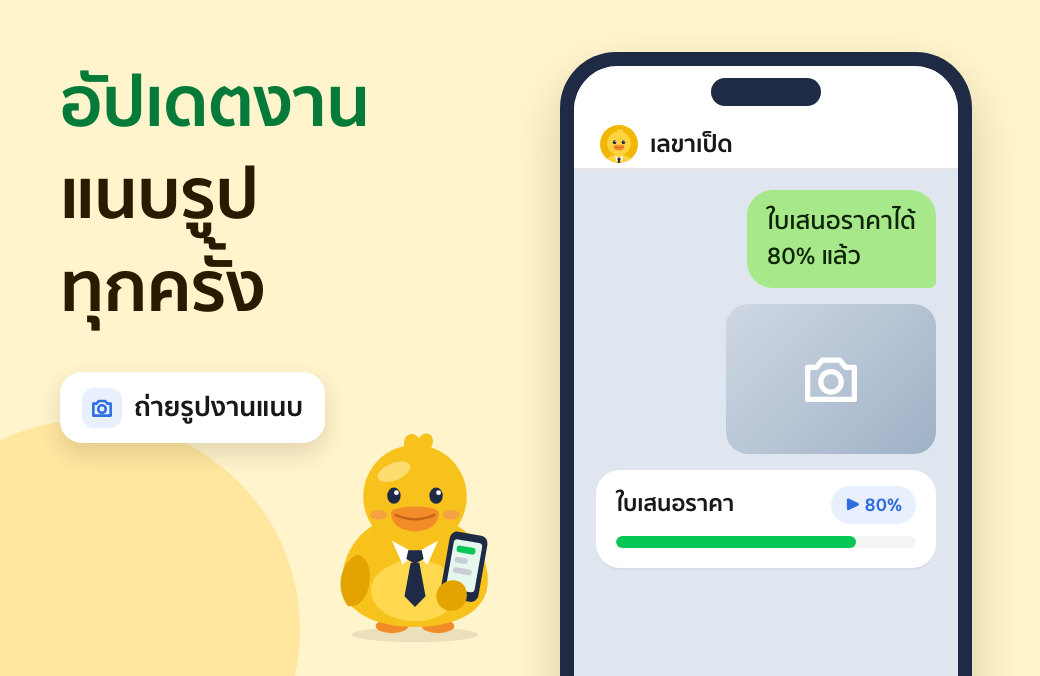 อัปเดตงาน
แนบรูป
ทุกครั้ง
ถ่ายรูปงานแนบ
เลขาเป็ด
ใบเสนอราคาได้
80% แล้ว
ใบเสนอราคา
80%